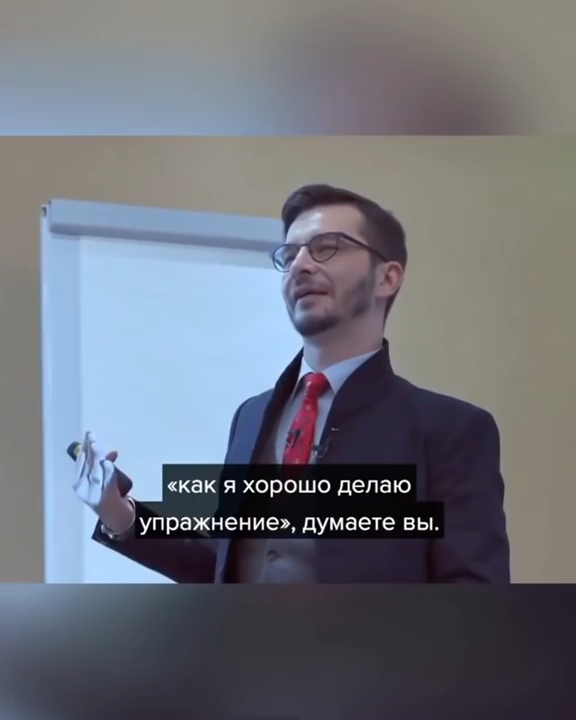 «как я хорошо делаю
упражнение», думаете вы.